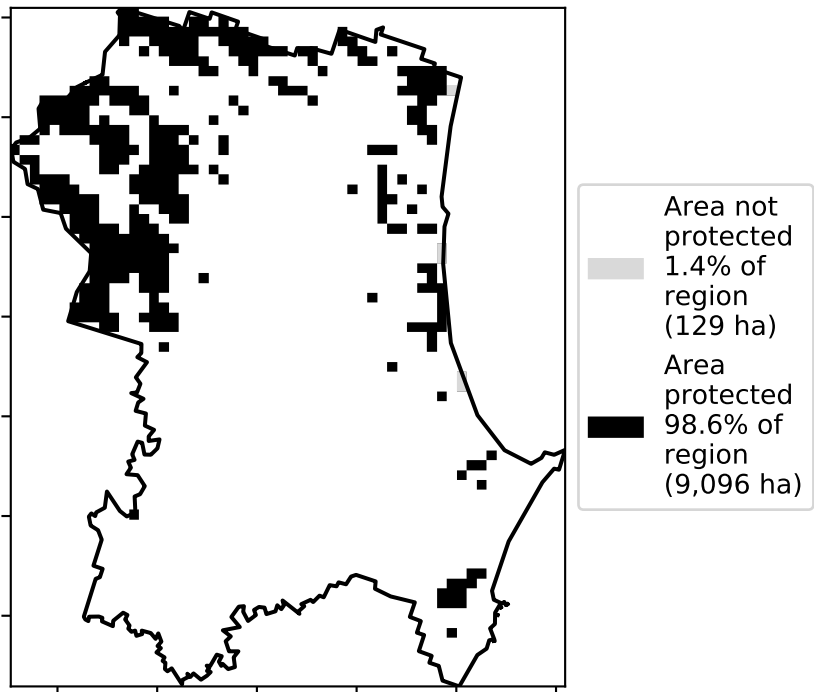 Area not
protected
1.4% of
region
(129 ha)
Area
protected
98.6% of
region
(9,096 ha)